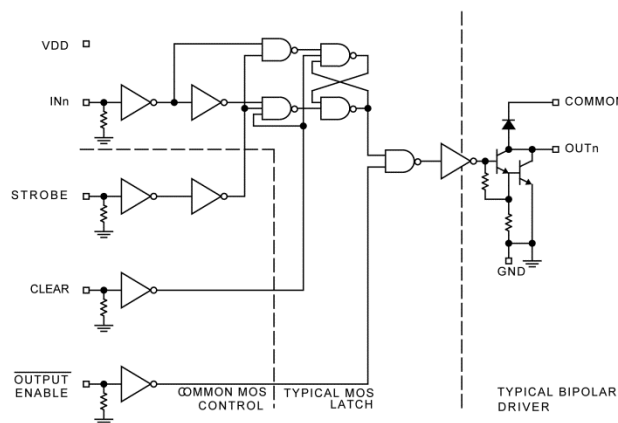 VDD
INn
COMMON
OUTn
STROBE
CLEAR
GND
OUTPUT
ENABLE
COMMON MOS
CONTROL
TYPICAL MOS
LATCH
TYPICAL BIPOLAR
DRIVER